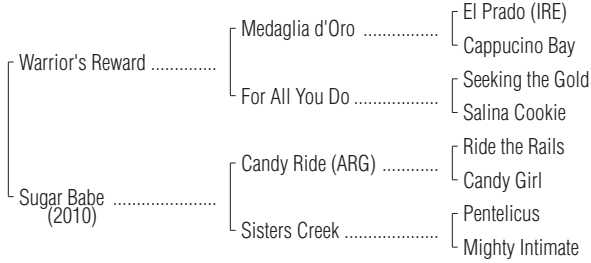 El Prado (IRE)
Medaglia d'Oro ................
Cappucino Bay
Warrior's Reward ..............
Seeking the Gold
For All You Do ..................
Salina Cookie
Ride the Rails
Candy Ride (ARG) ............
Candy Girl
Sugar Babe ......................
(2010)
Pentelicus
Sisters Creek ....................
Mighty Intimate